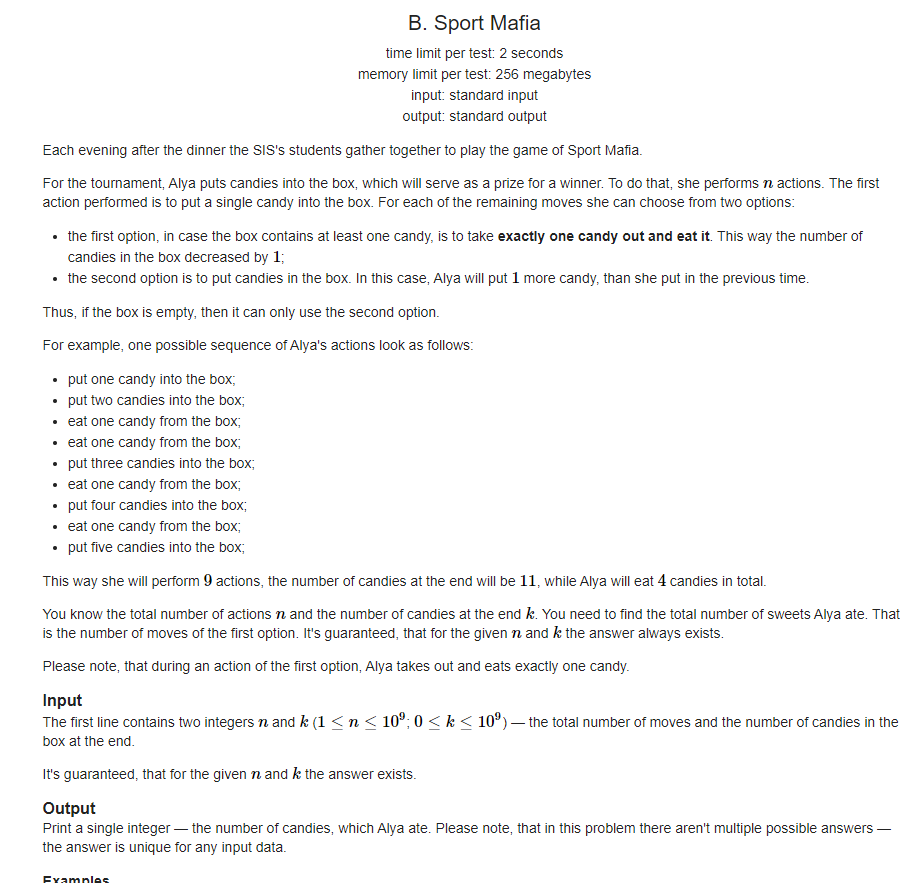 B. Sport Mafia
time limit per test: 2 seconds
memory limit per test: 256 megabytes
input: standard input
output: standard output
Each evening after the dinner the SIS's students gather together to play the game of Sport Mafia.
For the tournament, Alya puts candies into the box, which will serve as a prize for a winner. To do that, she performs n actions. The first
action performed is to put a single candy into the box. For each of the remaining moves she can choose from two options:
• the first option, in case the box contains at least one candy, is to take exactly one candy out and eat it. This way the number of
candies in the box decreased by 1;
• the second option is to put candies in the box. In this case, Alya will put 1 more candy, than she put in the previous time.
Thus, if the box is empty, then it can only use the second option.
For example, one possible sequence of Alya's actions look as follows:
• put one candy into the box;
• put two candies into the box;
• eat one candy from the box;
• eat one candy from the box;
• put three candies into the box;
• eat one candy from the box;
• put four candies into the box;
• eat one candy from the box;
• put five candies into the box;
This way she will perform 9 actions, the number of candies at the end will be 11, while Alya will eat 4 candies in total.
You know the total number of actions n and the number of candies at the end k. You need to find the total number of sweets Alya ate. That
is the number of moves of the first option. It's guaranteed, that for the given n and k the answer always exists.
Please note, that during an action of the first option, Alya takes out and eats exactly one candy.
Input
The first line contains two integers n and k (1 ≤ n ≤ 10⁹; 0 ≤ k ≤ 10⁹) — the total number of moves and the number of candies in the
box at the end.
It's guaranteed, that for the given n and k the answer exists.
Output
Print a single integer — the number of candies, which Alya ate. Please note, that in this problem there aren't multiple possible answers —
the answer is unique for any input data.
Examples